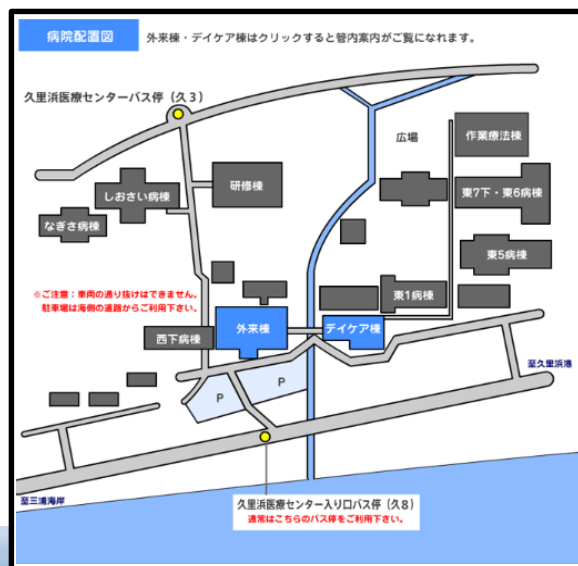 病院配置図
外来棟・デイケア棟はクリックすると管内案内がご覧になれます。
久里浜医療センターバス停（久３）
広場
作業療法棟
研修棟
しおさい病棟
東7下・東6病棟
なぎさ病棟
東5病棟
※ご注意：車両の通り抜けはできません。
駐車場は海側の道路からご利用下さい。
東1病棟
外来棟
デイケア棟
西下病棟
至久里浜港
P
P
至三浦海岸
久里浜医療センター入り口バス停（久８）
通常はこちらのバス停をご利用下さい。